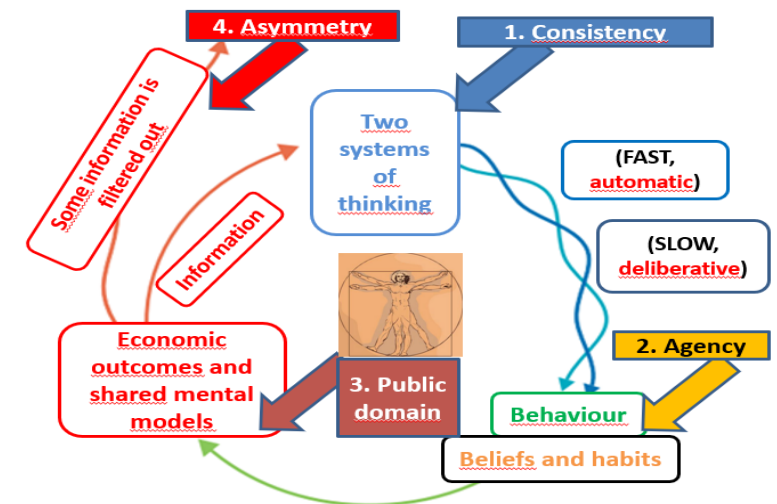 4. Asymmetry
1. Consistency
Some information is
filtered out
Two
systems
of
thinking
(FAST,
automatic)
Information
(SLOW,
deliberative)
Economic
outcomes and
shared mental
models
3. Public
domain
2. Agency
Behaviour
Beliefs and habits